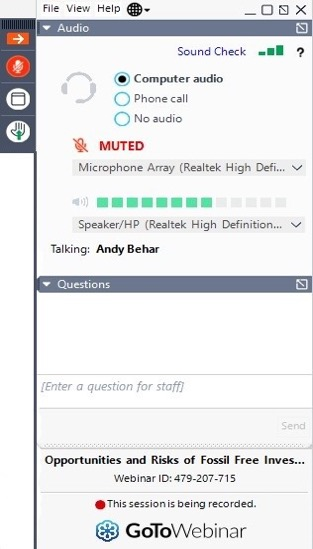 File View Help
Audio
Sound Check ?
Computer audio
Phone call
No audio
MUTED
Microphone Array (Realtek High Defi...
Speaker/HP (Realtek High Definition...
Talking: Andy Behar
Questions
[Enter a question for staff]
Send
Opportunities and Risks of Fossil Free Inves...
Webinar ID: 479-207-715
This session is being recorded.
GoToWebinar